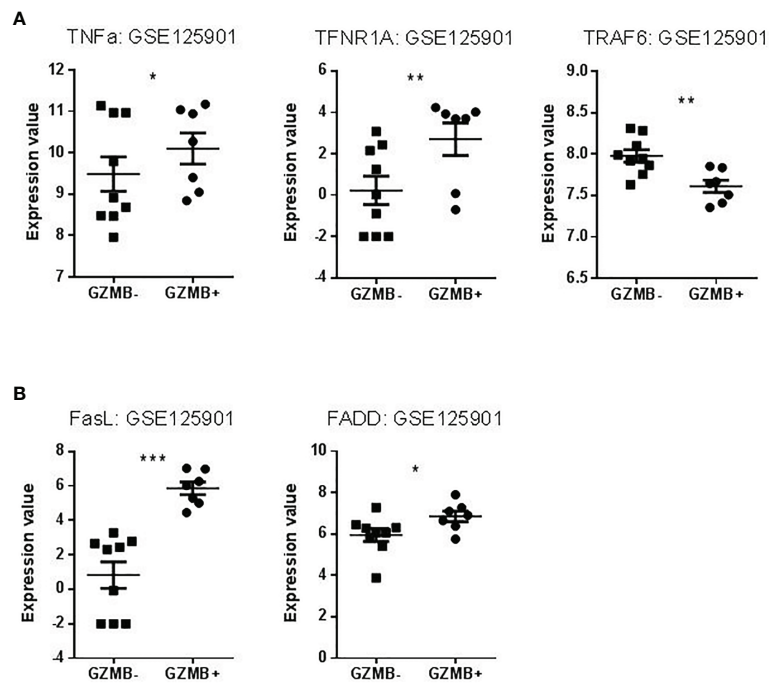 A
TNFa: GSE125901
*
Expression value
12
11
10
9
8
7
GZMB-
GZMB+
TFNR1A: GSE125901
**
Expression value
6
4
2
0
-2
-4
GZMB-
GZMB+
TRAF6: GSE125901
**
Expression value
9.0
8.5
8.0
7.5
7.0
6.5
GZMB-
GZMB+
B
FasL: GSE125901
***
Expression value
8
6
4
2
0
-2
-4
GZMB-
GZMB+
FADD: GSE125901
*
Expression value
10
8
6
4
2
0
GZMB-
GZMB+